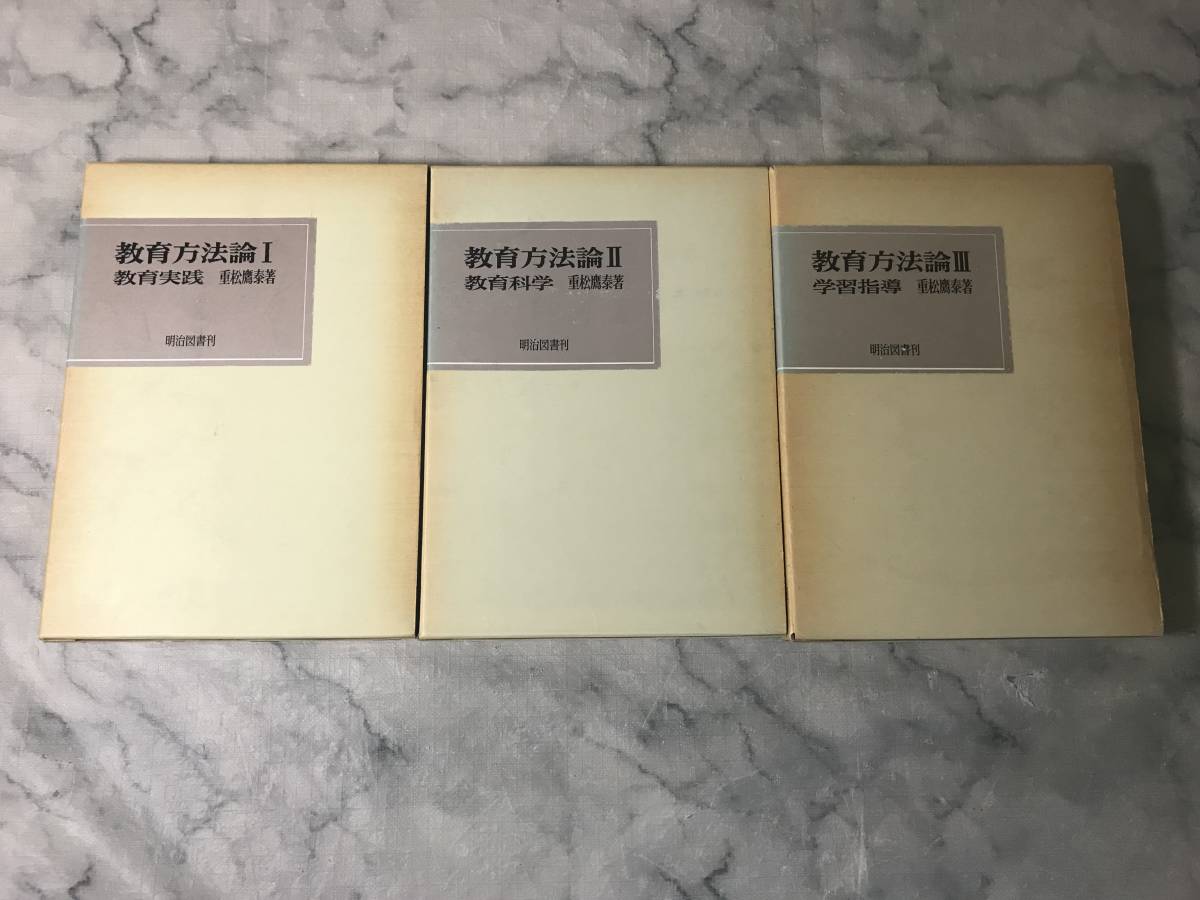 教育方法論Ⅰ
教育実践 重松鷹泰著
明治図書刊
教育方法論Ⅱ
教育科学 重松鷹泰著
明治図書刊
教育方法論Ⅲ
学習指導 重松鷹泰著
明治図書刊